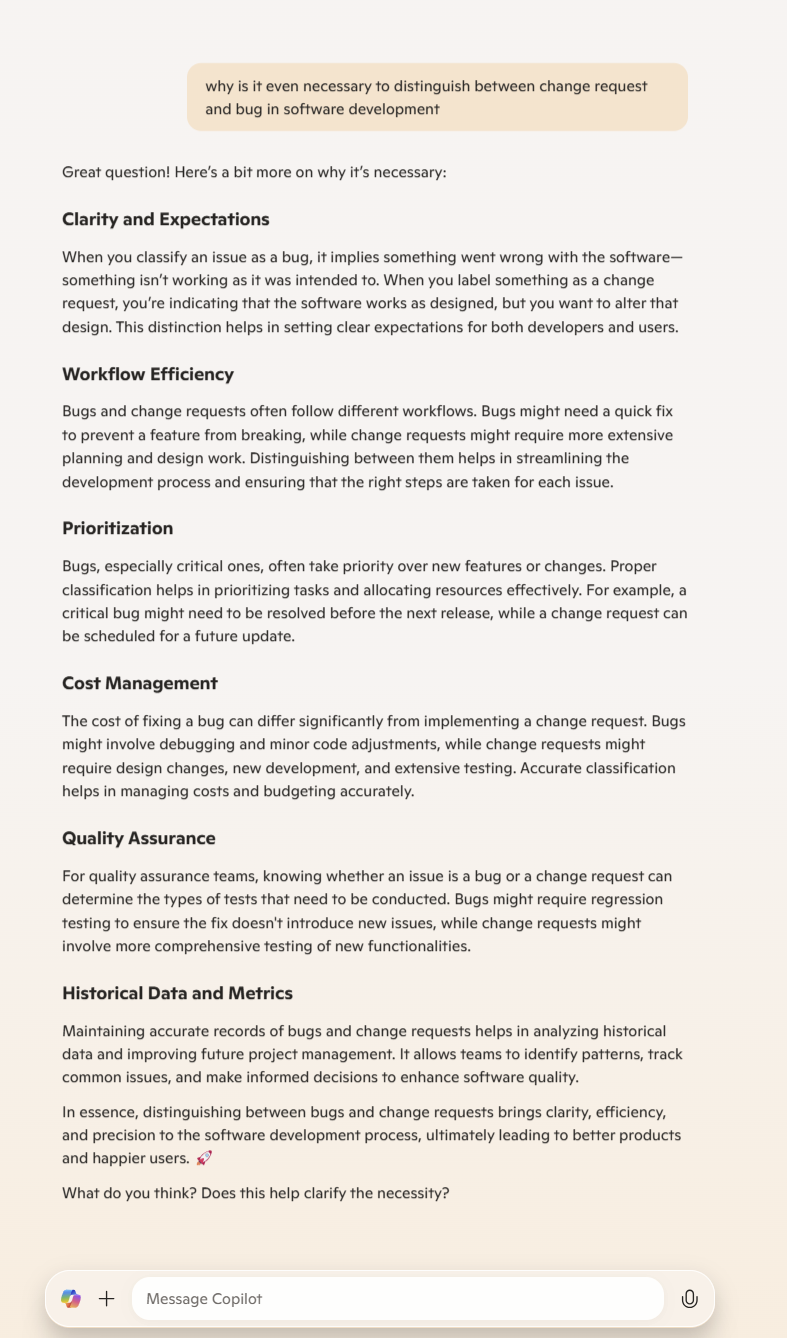 why is it even necessary to distinguish between change request
and bug in software development
Great question! Here's a bit more on why it's necessary:
Clarity and Expectations
When you classify an issue as a bug, it implies something went wrong with the software—
something isn't working as it was intended to. When you label something as a change
request, you're indicating that the software works as designed, but you want to alter that
design. This distinction helps in setting clear expectations for both developers and users.
Workflow Efficiency
Bugs and change requests often follow different workflows. Bugs might need a quick fix
to prevent a feature from breaking, while change requests might require more extensive
planning and design work. Distinguishing between them helps in streamlining the
development process and ensuring that the right steps are taken for each issue.
Prioritization
Bugs, especially critical ones, often take priority over new features or changes. Proper
classification helps in prioritizing tasks and allocating resources effectively. For example, a
critical bug might need to be resolved before the next release, while a change request can
be scheduled for a future update.
Cost Management
The cost of fixing a bug can differ significantly from implementing a change request. Bugs
might involve debugging and minor code adjustments, while change requests might
require design changes, new development, and extensive testing. Accurate classification
helps in managing costs and budgeting accurately.
Quality Assurance
For quality assurance teams, knowing whether an issue is a bug or a change request can
determine the types of tests that need to be conducted. Bugs might require regression
testing to ensure the fix doesn't introduce new issues, while change requests might
involve more comprehensive testing of new functionalities.
Historical Data and Metrics
Maintaining accurate records of bugs and change requests helps in analyzing historical
data and improving future project management. It allows teams to identify patterns, track
common issues, and make informed decisions to enhance software quality.
In essence, distinguishing between bugs and change requests brings clarity, efficiency,
and precision to the software development process, ultimately leading to better products
and happier users. 🚀
What do you think? Does this help clarify the necessity?
Message Copilot